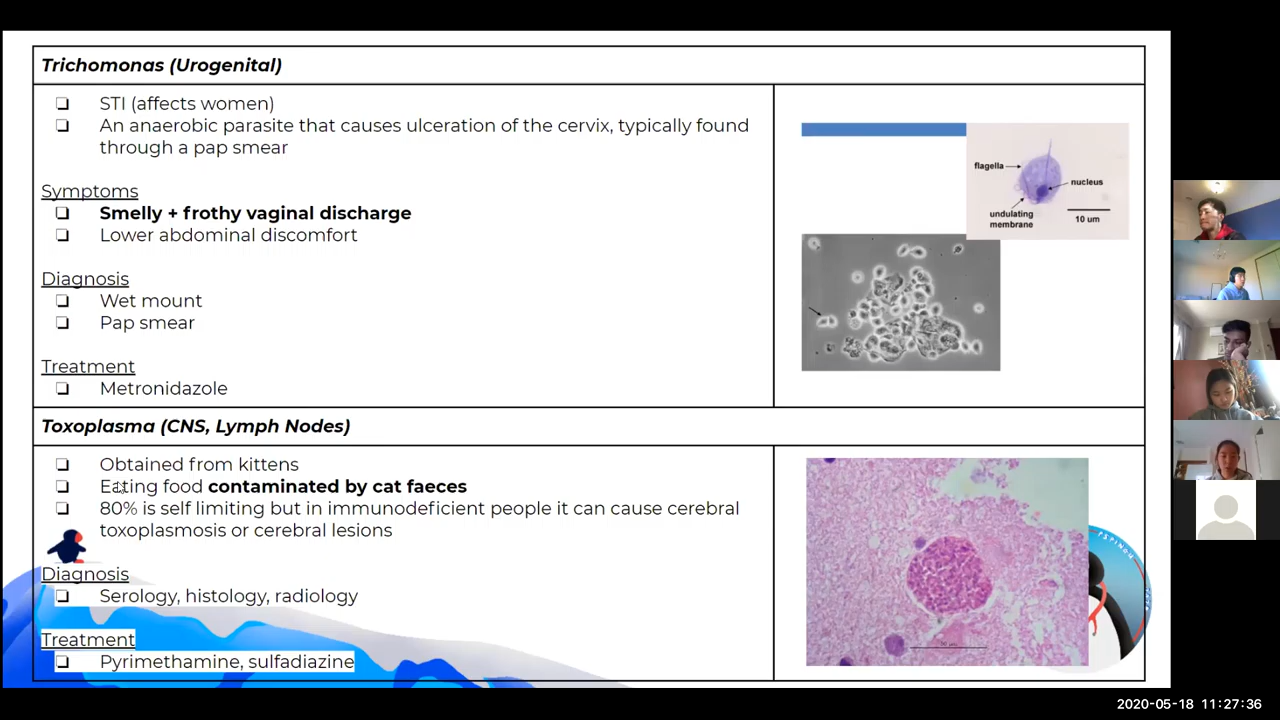 Trichomonas (Urogenital)
❏ STI (affects women)
❏ An anaerobic parasite that causes ulceration of the cervix, typically found
through a pap smear
Symptoms
❏ Smelly + frothy vaginal discharge
❏ Lower abdominal discomfort
Diagnosis
❏ Wet mount
❏ Pap smear
Treatment
❏ Metronidazole
flagella
nucleus
undulating
membrane
10 um
Toxoplasma (CNS, Lymph Nodes)
❏ Obtained from kittens
❏ Eating food contaminated by cat faeces
❏ 80% is self limiting but in immunodeficient people it can cause cerebral
toxoplasmosis or cerebral lesions
Diagnosis
❏ Serology, histology, radiology
Treatment
❏ Pyrimethamine, sulfadiazine
2020-05-18 11:27:36